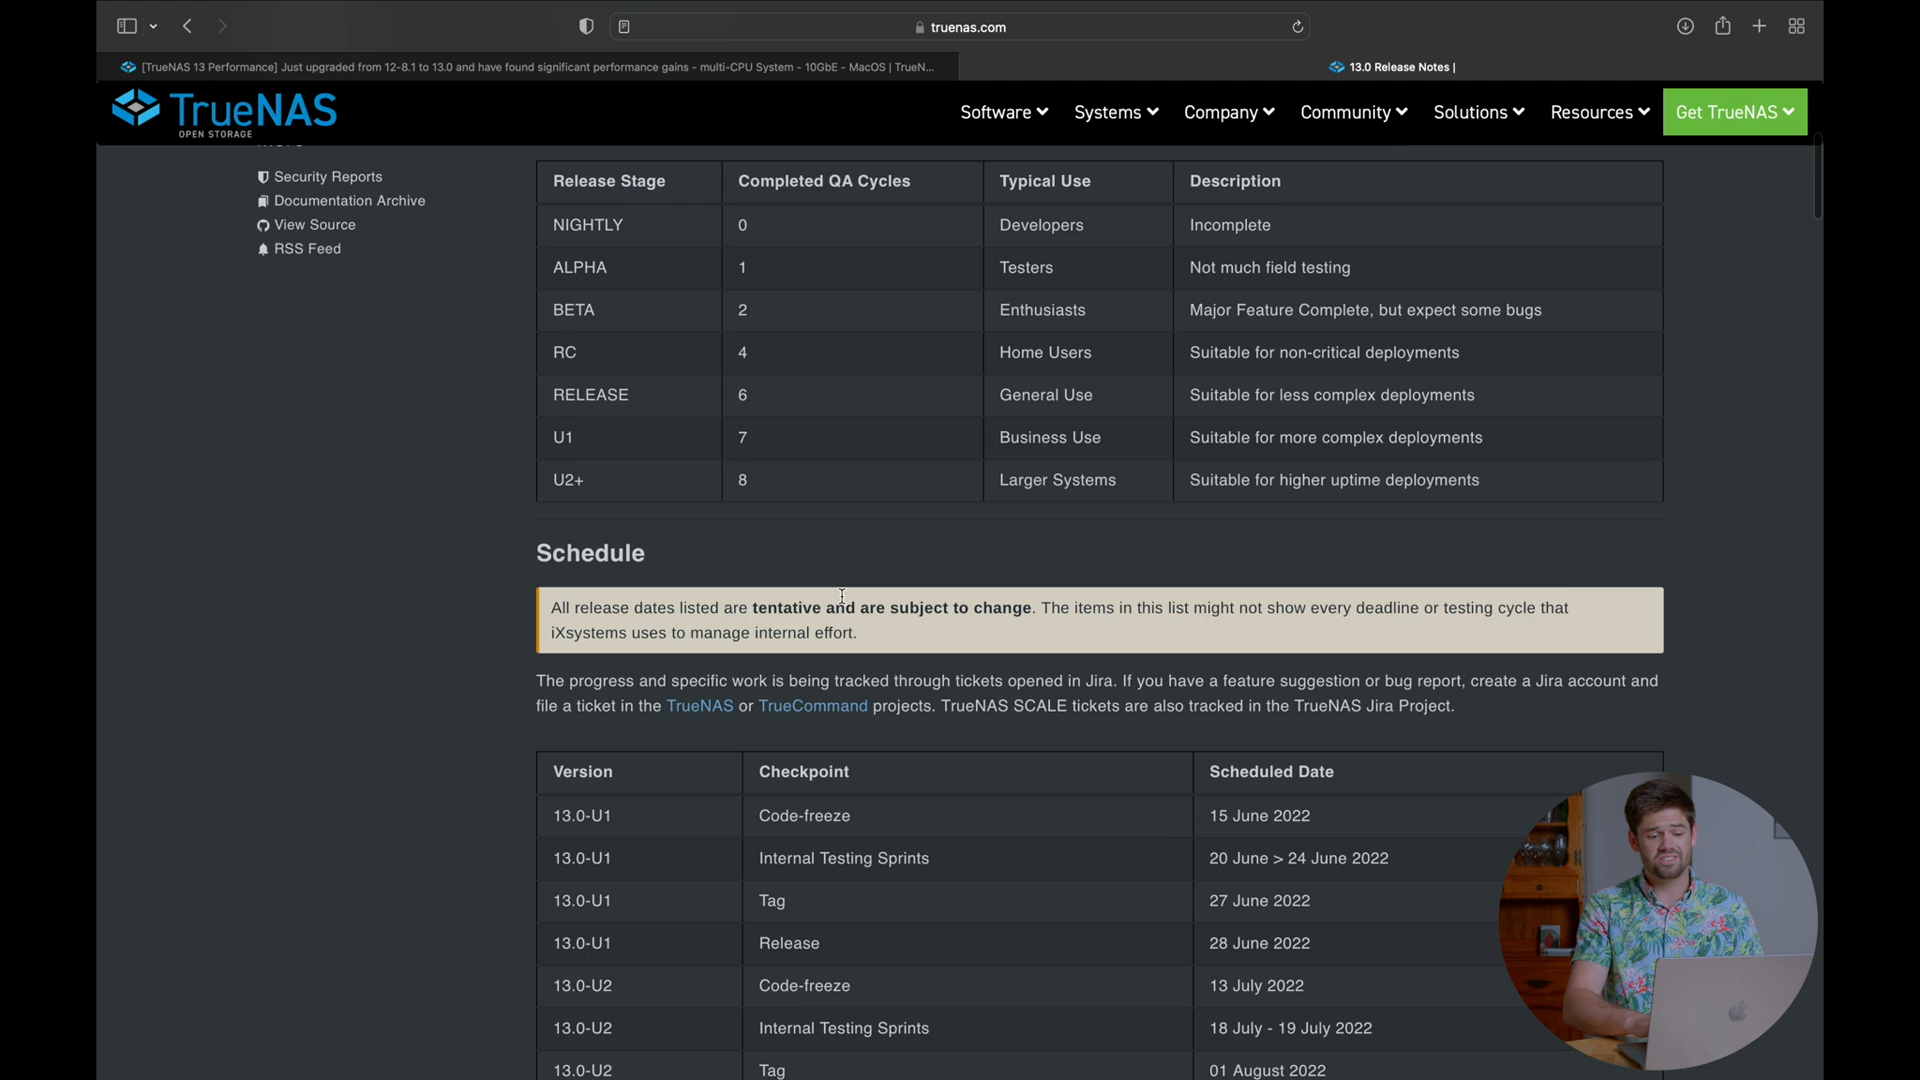 truenas.com
[TrueNAS 13 Performance] Just upgraded from 12-8.1 to 13.0 and have found significant performance gains - multi-CPU System - 10GbE - MacOS | TrueN...
13.0 Release Notes |
TrueNAS
OPEN STORAGE
Software
Systems
Company
Community
Solutions
Resources
Get TrueNAS
Security Reports
Documentation Archive
View Source
RSS Feed
Release Stage Completed QA Cycles Typical Use Description
NIGHTLY 0 Developers Incomplete
ALPHA 1 Testers Not much field testing
BETA 2 Enthusiasts Major Feature Complete, but expect some bugs
RC 4 Home Users Suitable for non-critical deployments
RELEASE 6 General Use Suitable for less complex deployments
U1 7 Business Use Suitable for more complex deployments
U2+ 8 Larger Systems Suitable for higher uptime deployments
Schedule
All release dates listed are tentative and are subject to change. The items in this list might not show every deadline or testing cycle that
iXsystems uses to manage internal effort.
The progress and specific work is being tracked through tickets opened in Jira. If you have a feature suggestion or bug report, create a Jira account and
file a ticket in the TrueNAS or TrueCommand projects. TrueNAS SCALE tickets are also tracked in the TrueNAS Jira Project.
Version Checkpoint Scheduled Date
13.0-U1 Code-freeze 15 June 2022
13.0-U1 Internal Testing Sprints 20 June > 24 June 2022
13.0-U1 Tag 27 June 2022
13.0-U1 Release 28 June 2022
13.0-U2 Code-freeze 13 July 2022
13.0-U2 Internal Testing Sprints 18 July - 19 July 2022
13.0-U2 Tag 01 August 2022